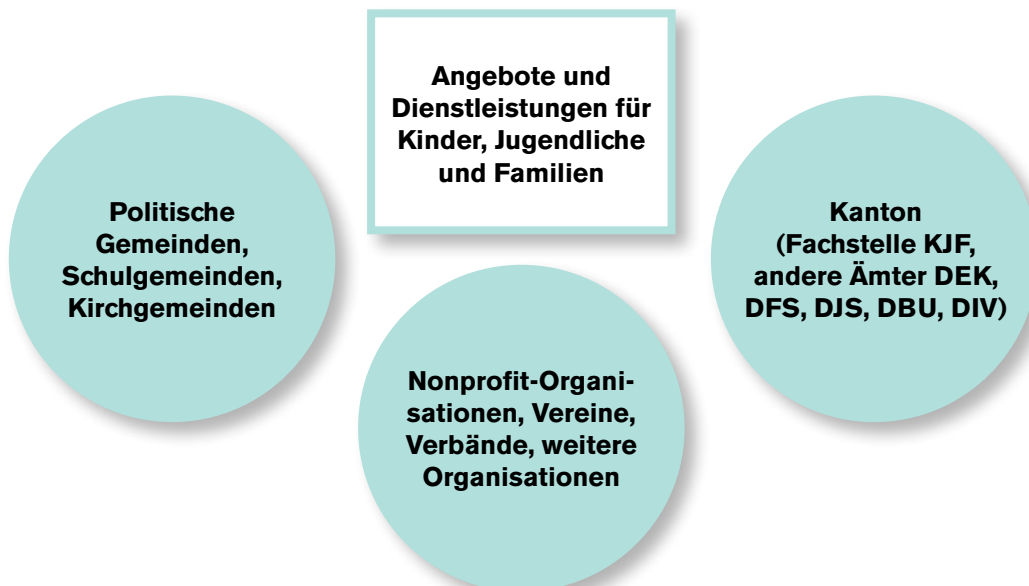 Angebote und
Dienstleistungen für
Kinder, Jugendliche
und Familien
Politische
Gemeinden,
Schulgemeinden,
Kirchgemeinden
Kanton
(Fachstelle KJF,
andere Ämter DEK,
DFS, DJS, DBU, DIV)
Nonprofit-Organi-
sationen, Vereine,
Verbände, weitere
Organisationen